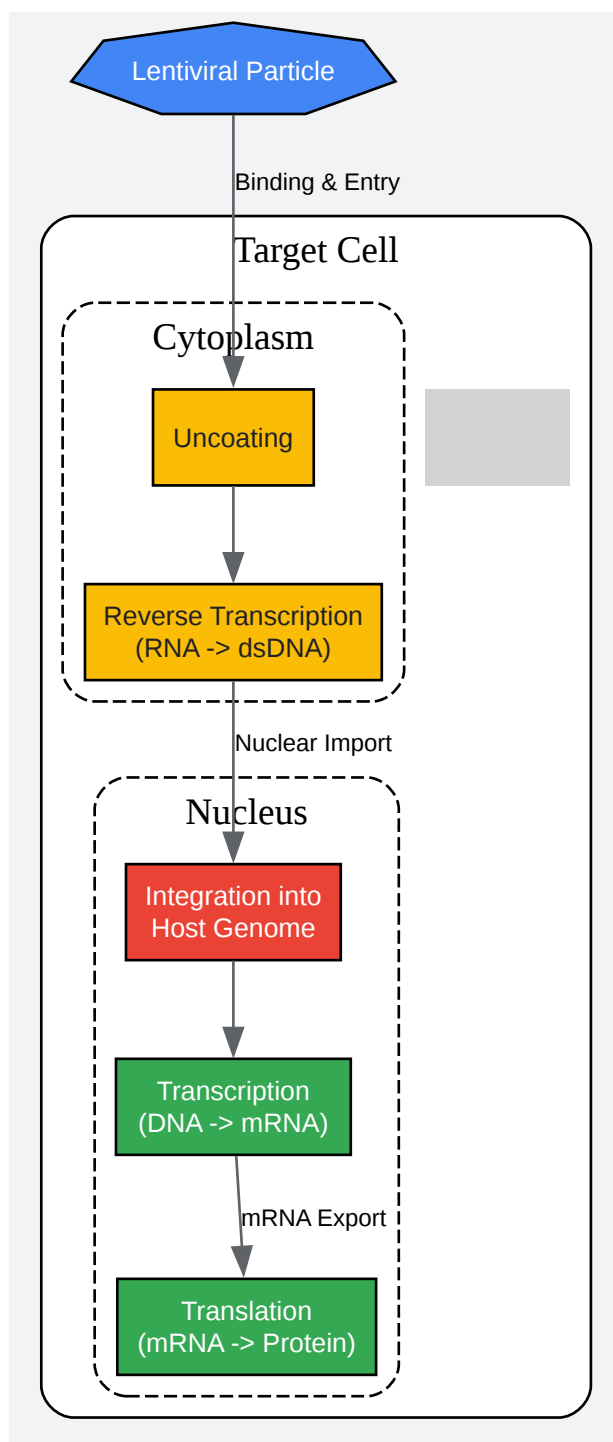 Lentiviral Particle
Binding & Entry
Target Cell
Cytoplasm
Uncoating
Reverse Transcription
(RNA -> dsDNA)
Nuclear Import
Nucleus
Integration into
Host Genome
Transcription
(DNA -> mRNA)
mRNA Export
Translation
(mRNA -> Protein)